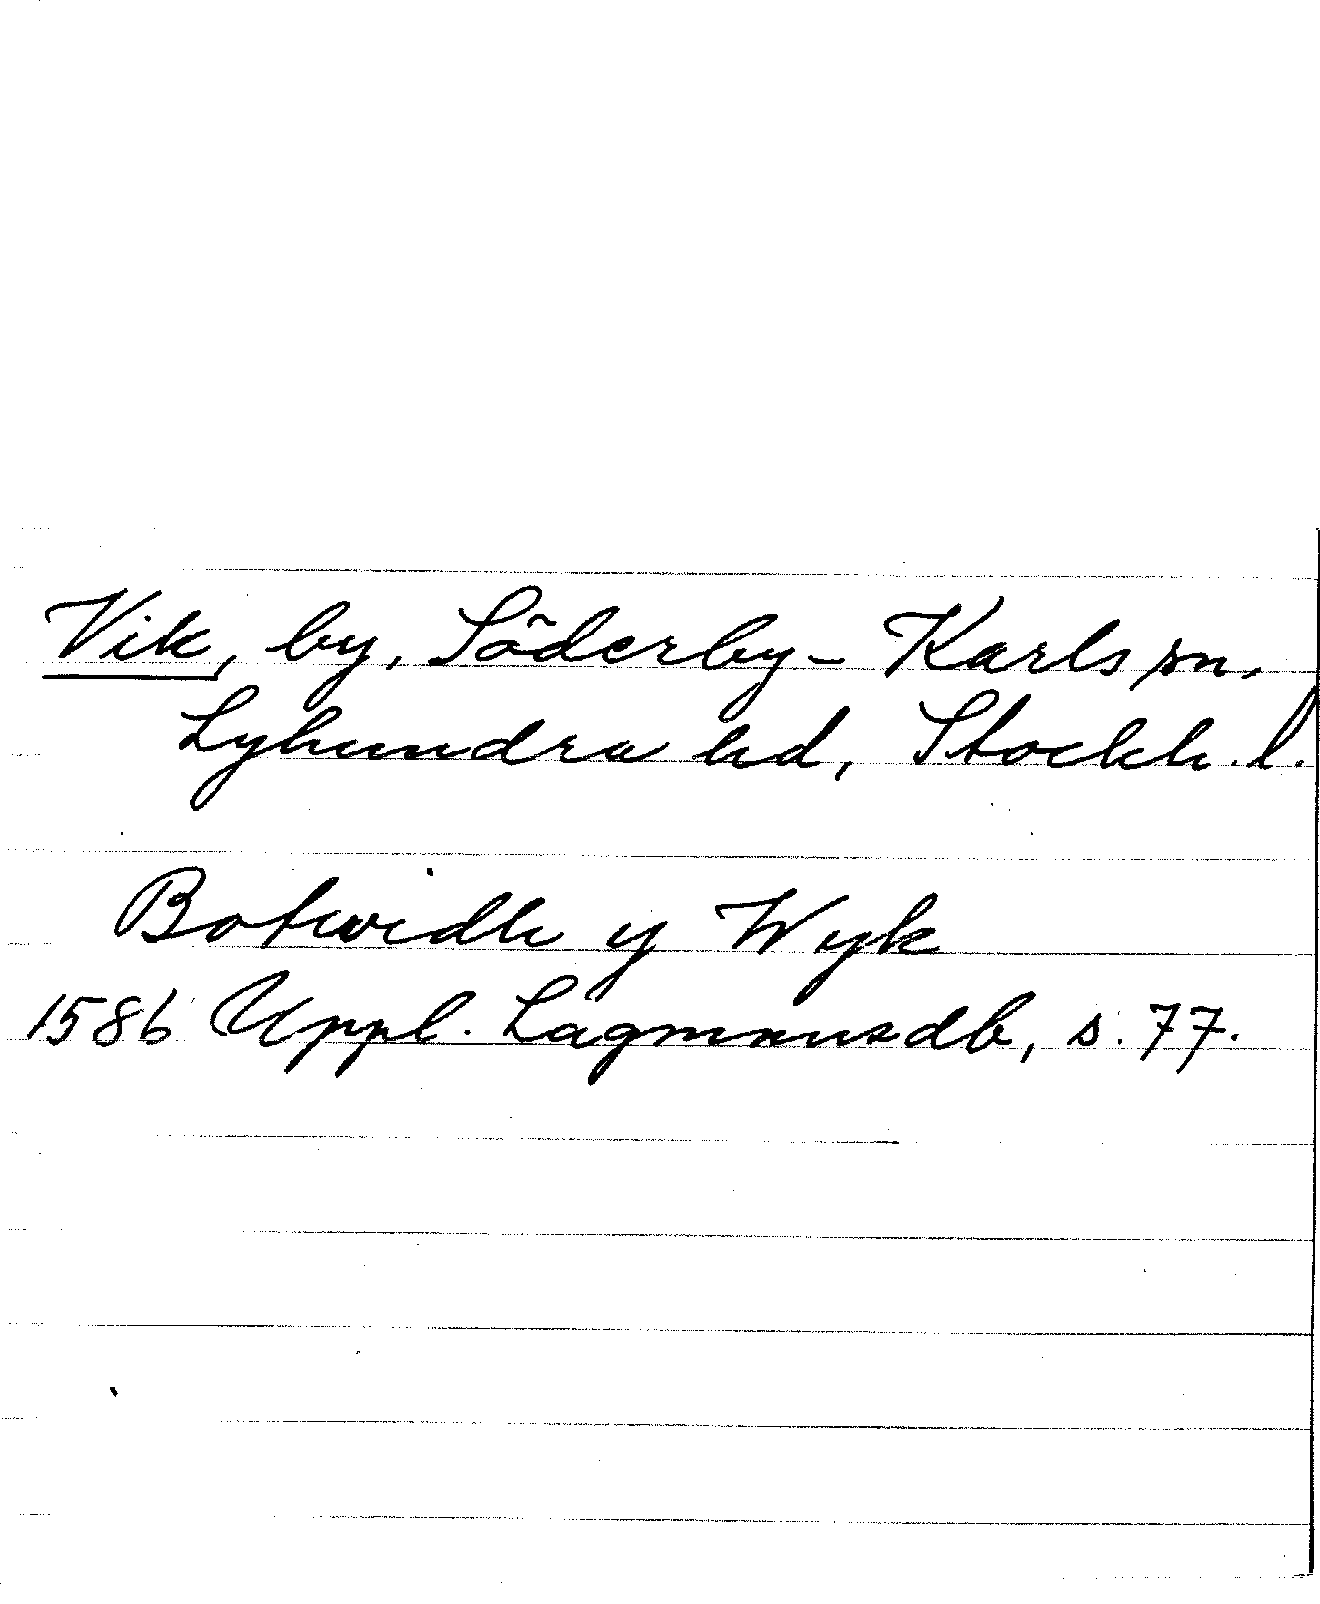 Vik, by, Söderby-Karls sn,
Lyhundra hd, Stockh. l.
Botwidh y Wyk
1586 Uppl. Lagmansdb, s. 77.